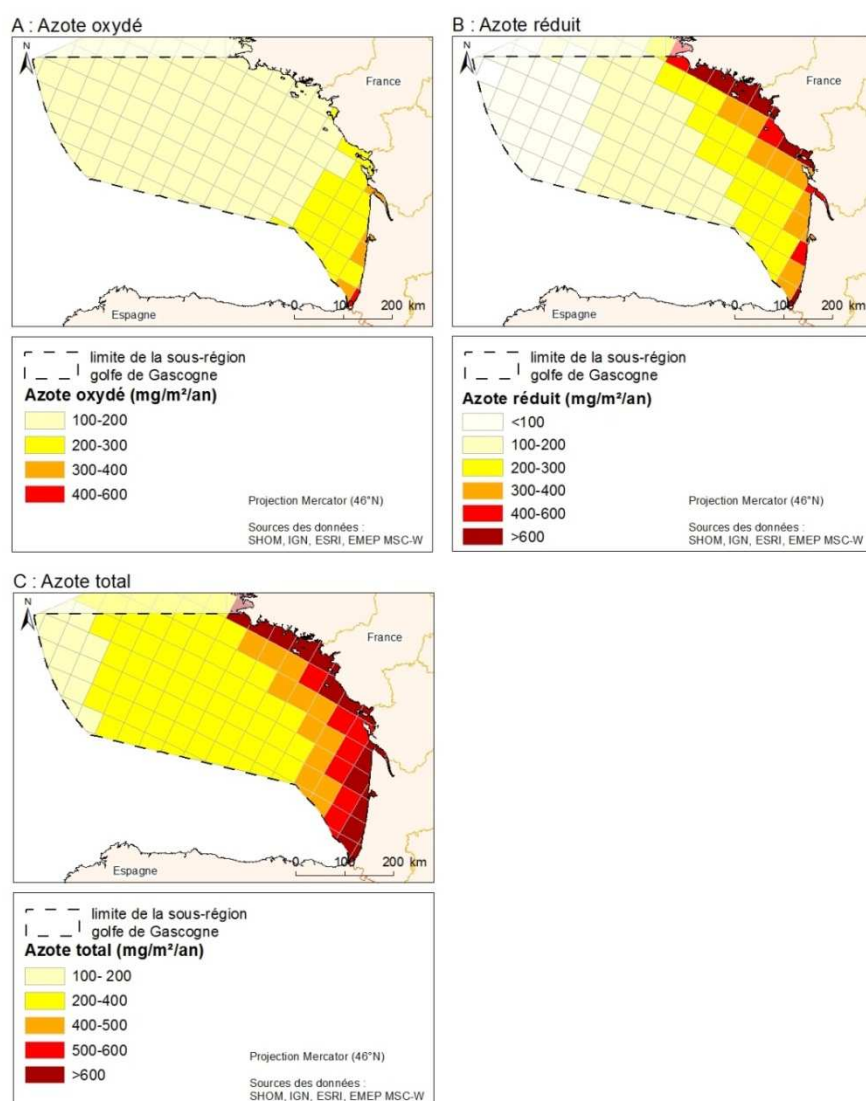 A : Azote oxydé
N
France
Espagne
0 100 200 km
limite de la sous-région
golfe de Gascogne
Azote oxydé (mg/m²/an)
100-200
200-300
300-400
400-600
Projection Mercator (46°N)
Sources des données :
SHOM, IGN, ESRI, EMEP MSC-W
B : Azote réduit
N
France
Espagne
0 100 200 km
limite de la sous-région
golfe de Gascogne
Azote réduit (mg/m²/an)
<100
100-200
200-300
300-400
400-600
>600
Projection Mercator (46°N)
Sources des données :
SHOM, IGN, ESRI, EMEP MSC-W
C : Azote total
N
France
Espagne
0 100 200 km
limite de la sous-région
golfe de Gascogne
Azote total (mg/m²/an)
100- 200
200-400
400-500
500-600
>600
Projection Mercator (46°N)
Sources des données :
SHOM, IGN, ESRI, EMEP MSC-W